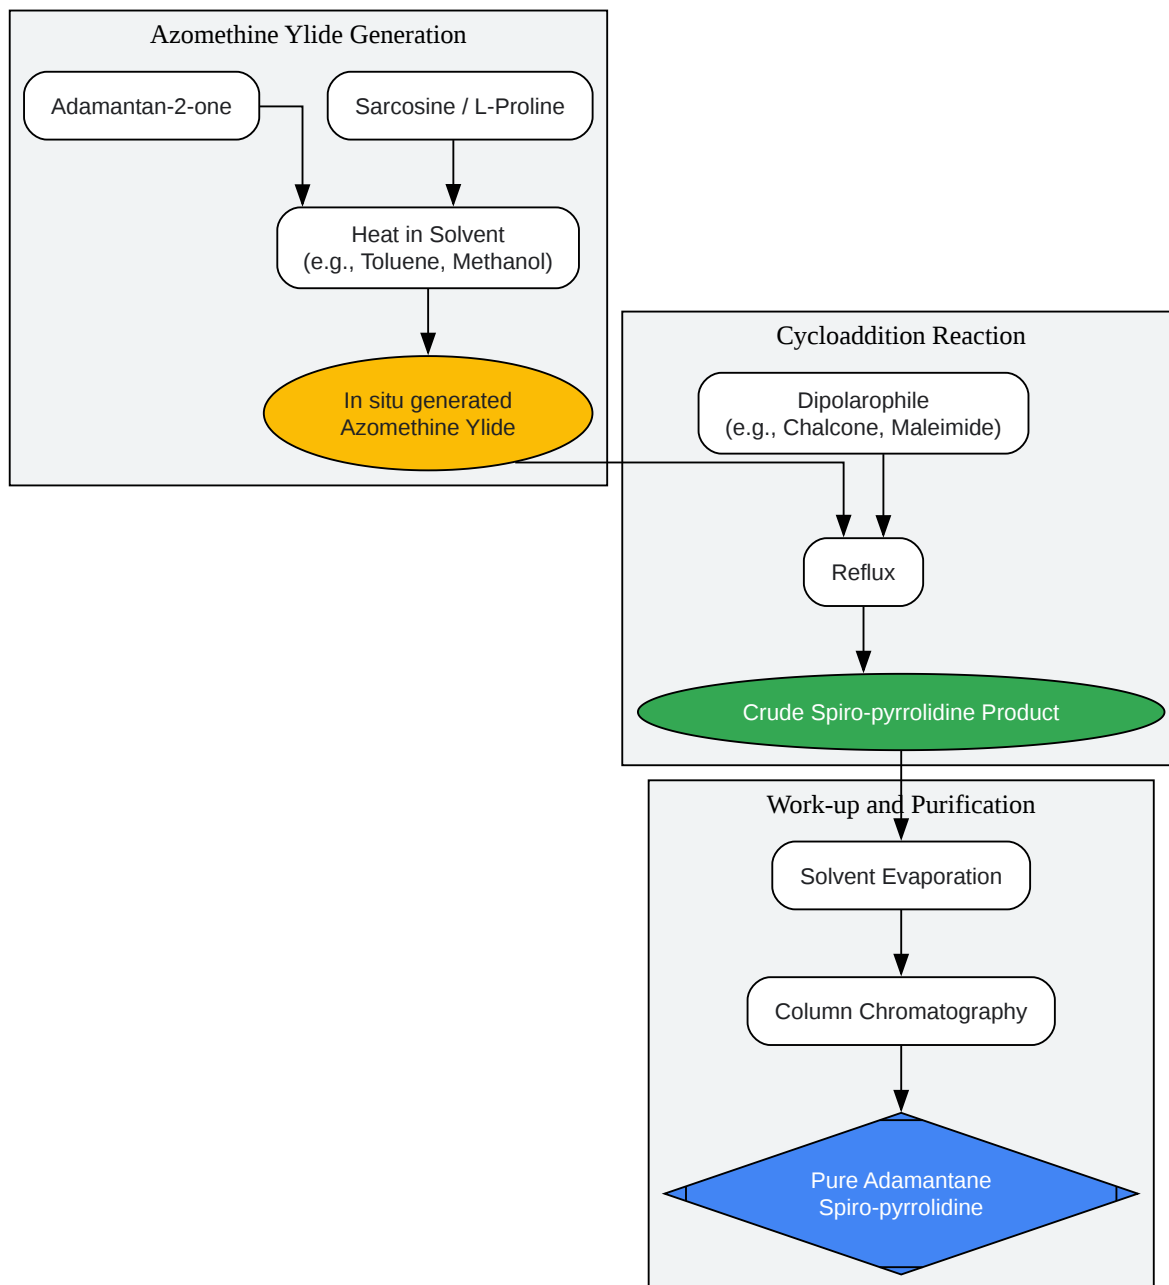 Azomethine Ylide Generation
Adamantan-2-one
Sarcosine / L-Proline
Heat in Solvent
(e.g., Toluene, Methanol)
In situ generated
Azomethine Ylide
Cycloaddition Reaction
Dipolarophile
(e.g., Chalcone, Maleimide)
Reflux
Crude Spiro-pyrrolidine Product
Work-up and Purification
Solvent Evaporation
Column Chromatography
Pure Adamantane
Spiro-pyrrolidine